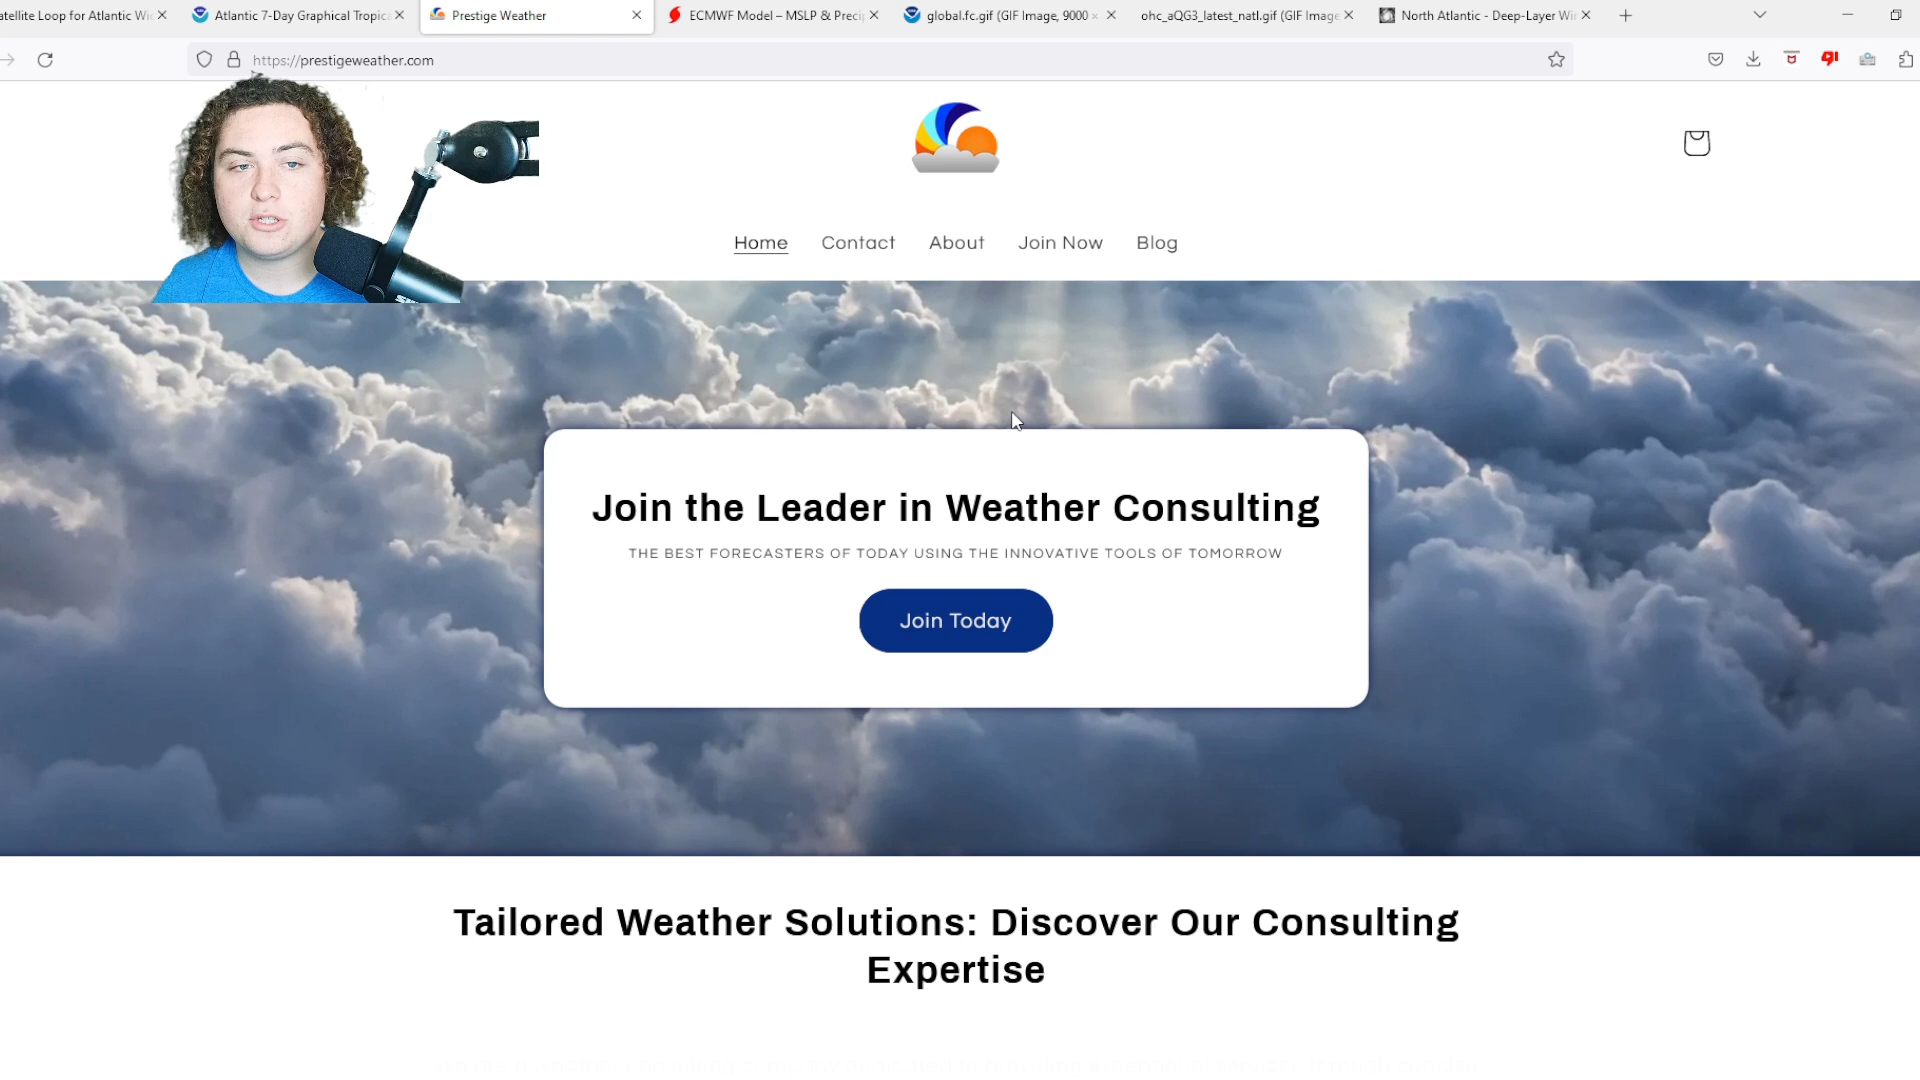 atellite Loop for Atlantic Wi
Atlantic 7-Day Graphical Tropic
Prestige Weather
ECMWF Model – MSLP & Preci
global.fc.gif (GIF Image, 9000 ×
ohc_aQG3_latest_natl.gif (GIF Image
North Atlantic - Deep-Layer Wi
https://prestigeweather.com
Home
Contact
About
Join Now
Blog
Join the Leader in Weather Consulting
THE BEST FORECASTERS OF TODAY USING THE INNOVATIVE TOOLS OF TOMORROW
Join Today
Tailored Weather Solutions: Discover Our Consulting
Expertise